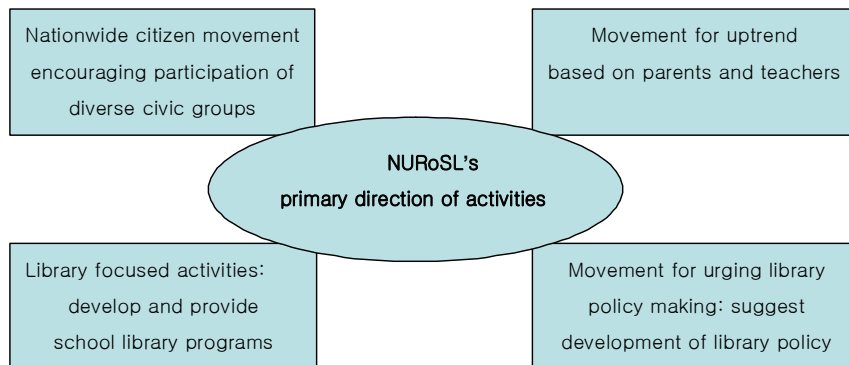 Nationwide citizen movement
encouraging participation of
diverse civic groups
Movement for uptrend
based on parents and teachers
NURoSL's
primary direction of activities
Library focused activities:
develop and provide
school library programs
Movement for urging library
policy making: suggest
development of library policy